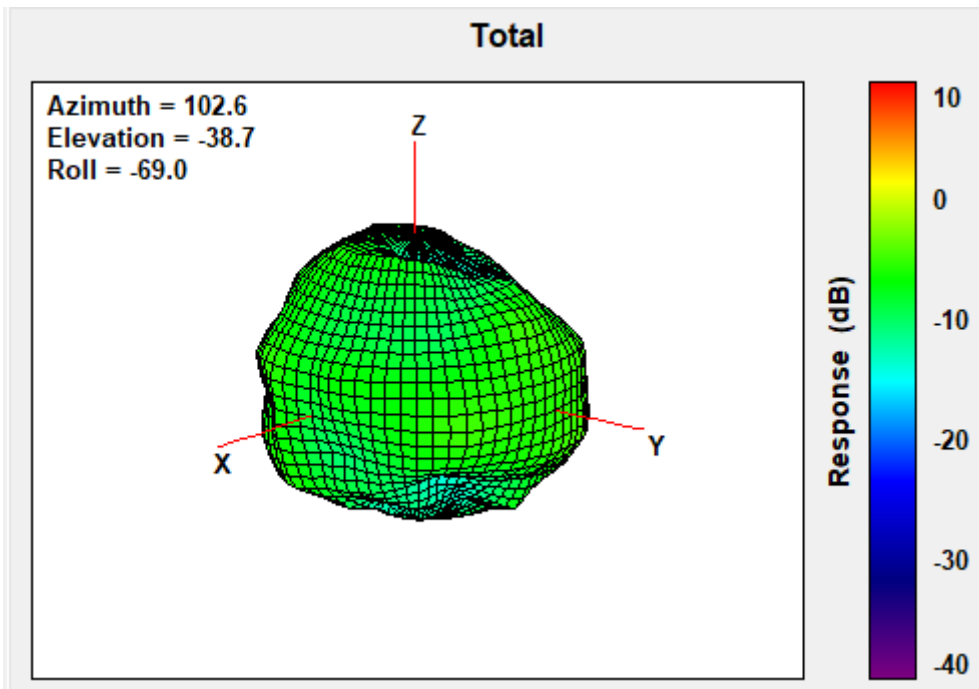 Total
Azimuth = 102.6
Elevation = -38.7
Roll = -69.0
Z
X
Y
10
0
-10
-20
-30
-40
Response (dB)